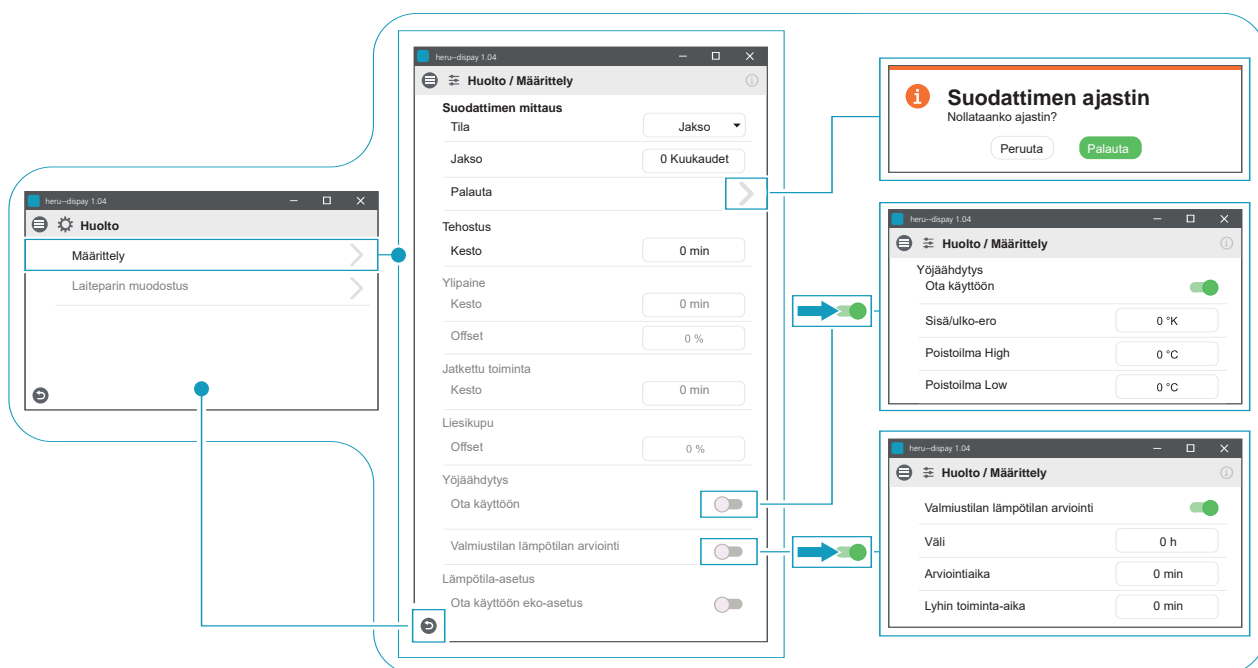 heru–dispay 1.04
Huolto
Määrittely
Laiteparin muodostus
heru–dispay 1.04
Huolto / Määrittely
Suodattimen mittaus
Tila Jakso
Jakso 0 Kuukaudet
Palauta
Tehostus
Kesto 0 min
Ylipaine
Kesto 0 min
Offset 0 %
Jatkettu toiminta
Kesto 0 min
Liesikupu
Offset 0 %
Yöjäähdytys
Ota käyttöön
Valmiustilan lämpötilan arviointi
Lämpötila-asetus
Ota käyttöön eko-asetus
Suodattimen ajastin
Nollataanko ajastin?
Peruuta Palauta
heru–dispay 1.04
Huolto / Määrittely
Yöjäähdytys
Ota käyttöön
Sisä/ulko-ero 0 °K
Poistoilma High 0 °C
Poistoilma Low 0 °C
heru–dispay 1.04
Huolto / Määrittely
Valmiustilan lämpötilan arviointi
Väli 0 h
Arviointiaika 0 min
Lyhin toiminta-aika 0 min